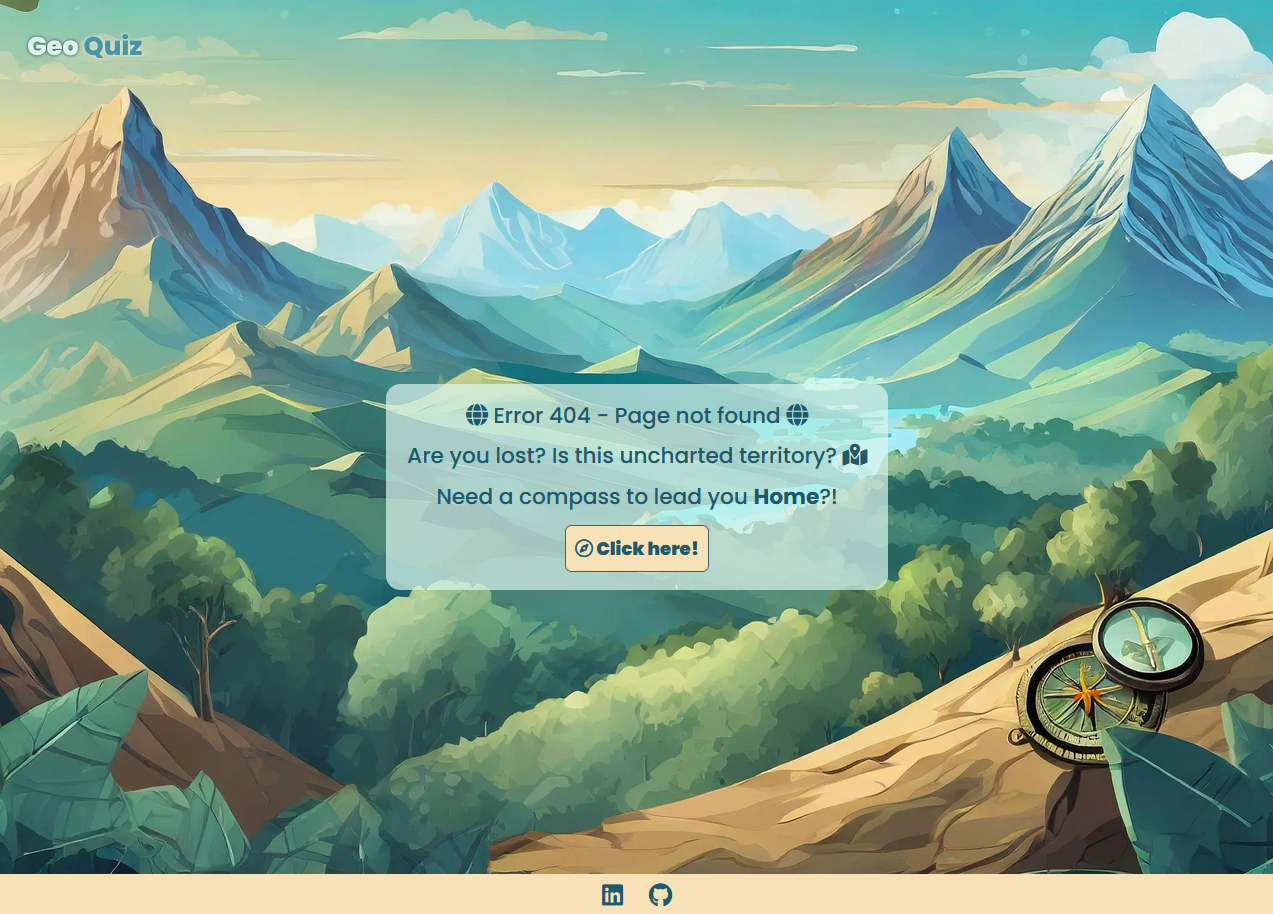 Geo Quiz
Error 404 - Page not found
Are you lost? Is this uncharted territory?
Need a compass to lead you Home?!
Click here!